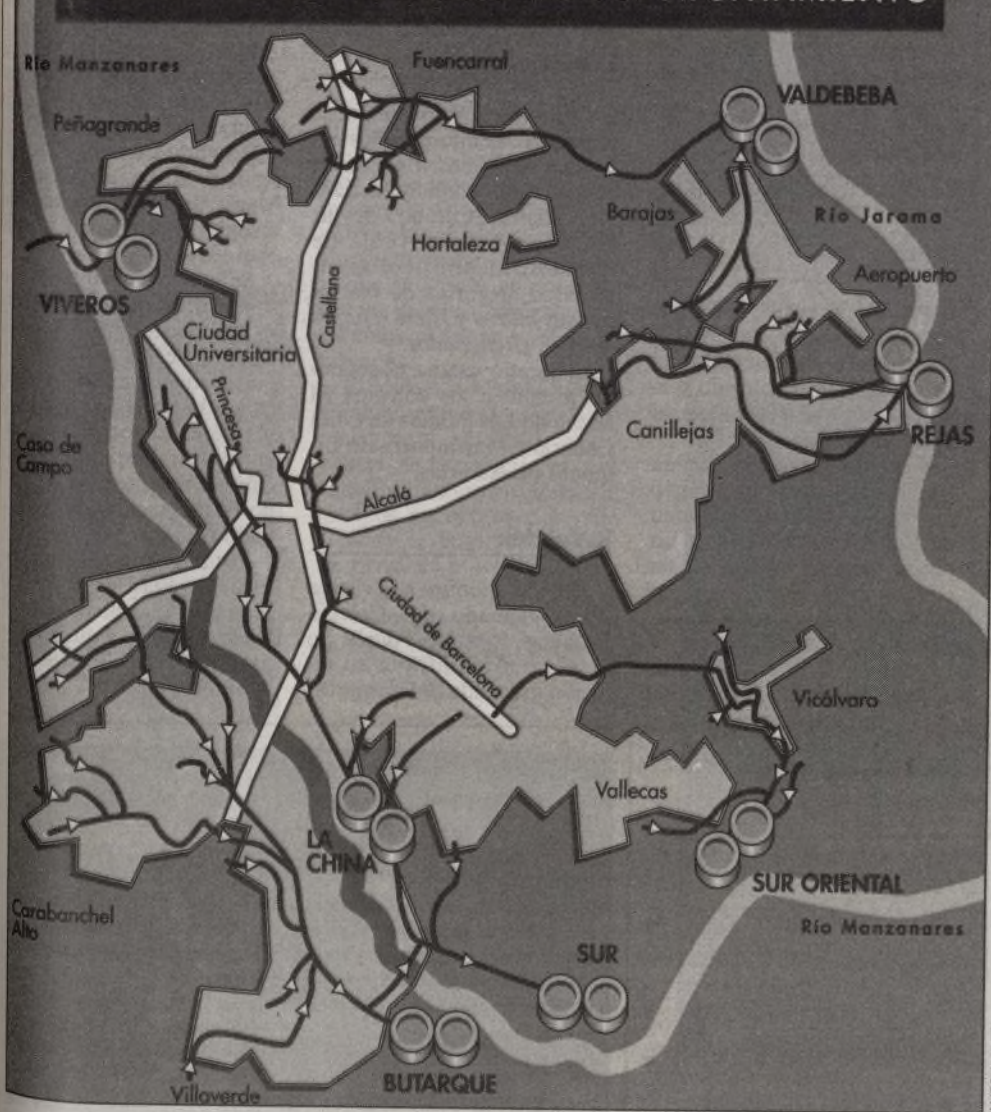 Río Manzanares
Fuencarral
Peñagrande
VALDEBEBA
Barajas
Río Jarama
Hortaleza
Aeropuerto
VIVEROS
Castellana
Ciudad
Universitaria
Princesa
Canillejas
REJAS
Casa de
Campo
Alcalá
Ciudad de Barcelona
Vicálvaro
Vallecas
LA
CHINA
SUR ORIENTAL
Carabanchel
Alto
Río Manzanares
SUR
BUTARQUE
Villaverde